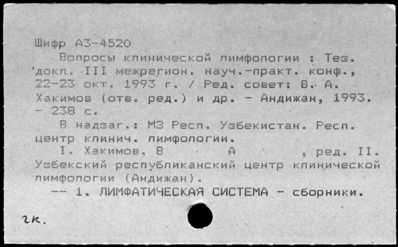 Шифр А3-4520
Вопросы клинической лимфологии : Тез.
докл. III межрегион. науч.-практ. конф.,
22-23 окт. 1993 г. / Ред. совет: В. А.
Хакимов (отв. ред.) и др. - Андижан, 1993.
- 238 с.
В надзаг.: МЗ Респ. Узбекистан. Респ.
центр клинич. лимфологии.
I. Хакимов, В А , ред. II.
Узбекский республиканский центр клинической
лимфологии (Андижан).
-- 1. ЛИМФАТИЧЕСКАЯ СИСТЕМА - сборники.
гк.